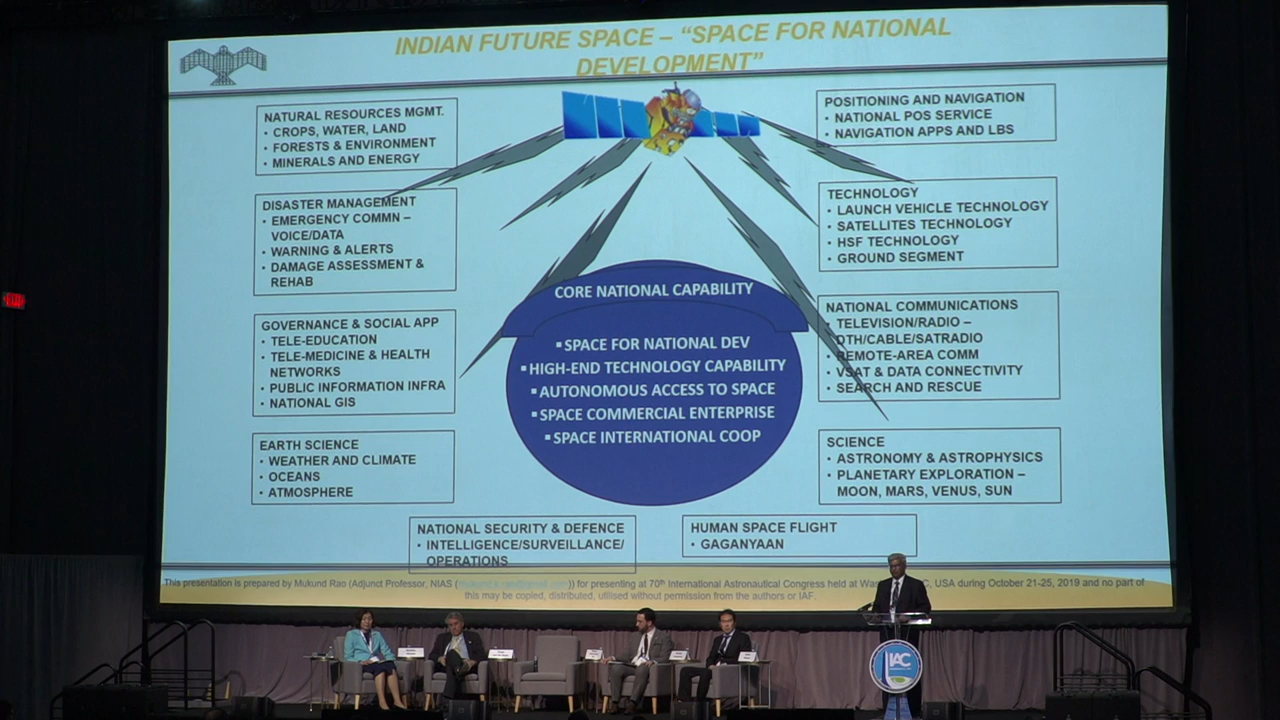 INDIAN FUTURE SPACE – “SPACE FOR NATIONAL
DEVELOPMENT”
NATURAL RESOURCES MGMT.
• CROPS, WATER, LAND
• FORESTS & ENVIRONMENT
• MINERALS AND ENERGY
DISASTER MANAGEMENT
• EMERGENCY COMMN –
VOICE/DATA
• WARNING & ALERTS
• DAMAGE ASSESSMENT &
REHAB
GOVERNANCE & SOCIAL APP
• TELE-EDUCATION
• TELE-MEDICINE & HEALTH
NETWORKS
• PUBLIC INFORMATION INFRA
• NATIONAL GIS
EARTH SCIENCE
• WEATHER AND CLIMATE
• OCEANS
• ATMOSPHERE
CORE NATIONAL CAPABILITY
▪ SPACE FOR NATIONAL DEV
▪ HIGH-END TECHNOLOGY CAPABILITY
▪ AUTONOMOUS ACCESS TO SPACE
▪ SPACE COMMERCIAL ENTERPRISE
▪ SPACE INTERNATIONAL COOP
POSITIONING AND NAVIGATION
• NATIONAL POS SERVICE
• NAVIGATION APPS AND LBS
TECHNOLOGY
• LAUNCH VEHICLE TECHNOLOGY
• SATELLITES TECHNOLOGY
• HSF TECHNOLOGY
• GROUND SEGMENT
NATIONAL COMMUNICATIONS
• TELEVISION/RADIO –
DTH/CABLE/SATRADIO
• REMOTE-AREA COMM
• VSAT & DATA CONNECTIVITY
• SEARCH AND RESCUE
SCIENCE
• ASTRONOMY & ASTROPHYSICS
• PLANETARY EXPLORATION –
MOON, MARS, VENUS, SUN
NATIONAL SECURITY & DEFENCE
• INTELLIGENCE/SURVEILLANCE/
OPERATIONS
HUMAN SPACE FLIGHT
• GAGANYAAN
This presentation is prepared by Mukund Rao (Adjunct Professor, NIAS ( )) for presenting at 70th International Astronautical Congress held at USA during October 21-25, 2019 and no part of
this may be copied, distributed, utilised without permission from the authors or IAF.
EXIT
IAC